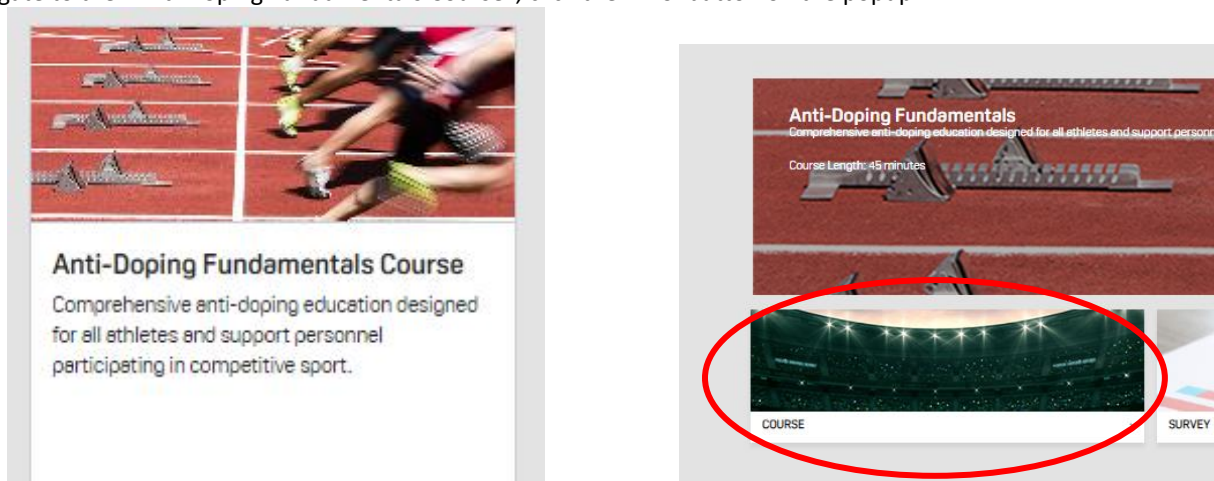 Anti-Doping Fundamentals Course
Comprehensive anti-doping education designed
for all athletes and support personnel
participating in competitive sport.
Anti-Doping Fundamentals
Comprehensive anti-doping education designed for all athletes and support
Course Length: 45 minutes
COURSE
SURVEY